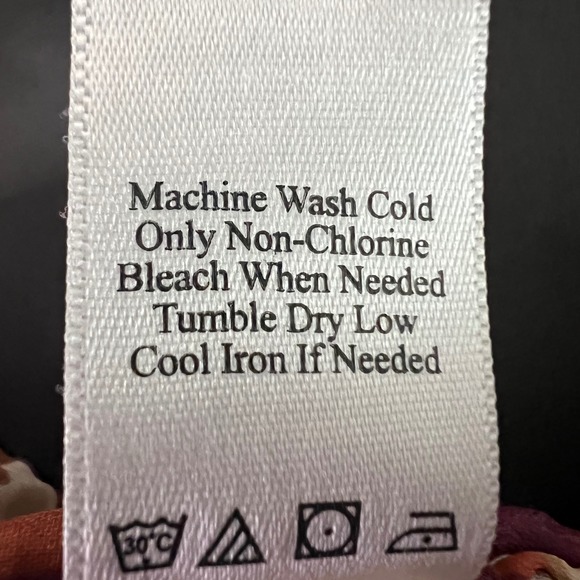 Machine Wash Cold
Only Non-Chlorine
Bleach When Needed
Tumble Dry Low
Cool Iron If Needed
30°C